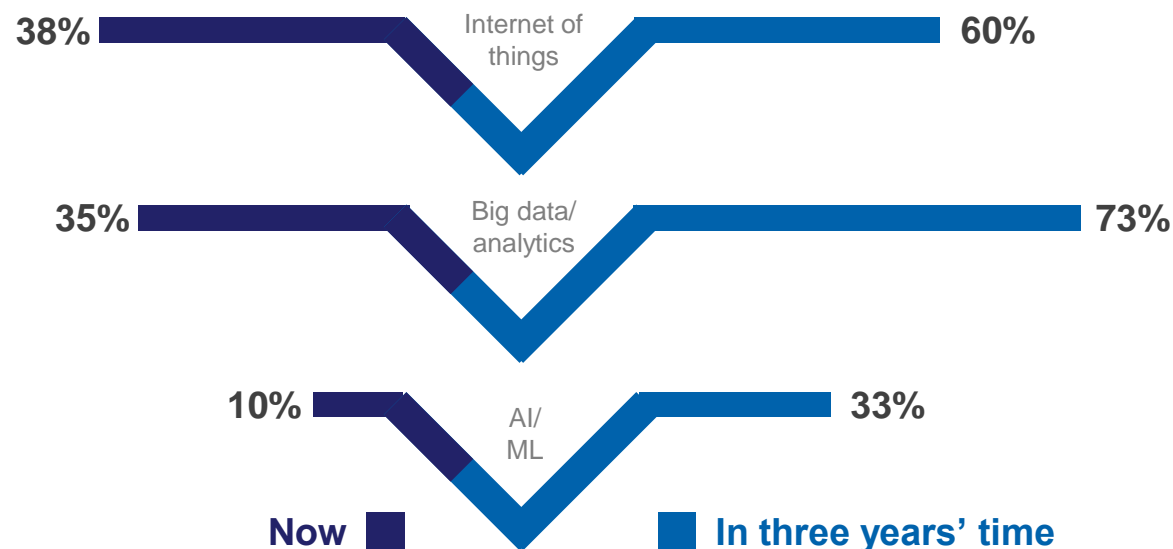 Internet of
things
38%
60%
Big data/
analytics
35%
73%
AI/
ML
10%
33%
Now
In three years’ time